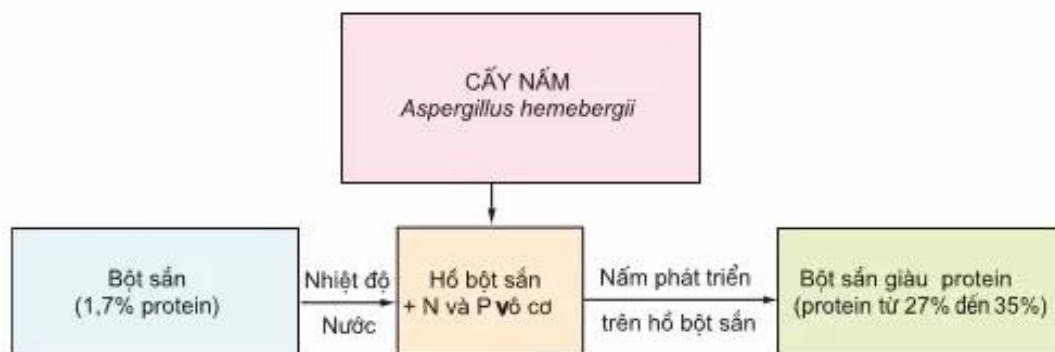 CẤY NẤM
Aspergillus hemebergii
Bột sắn
(1,7% protein)
Nhiệt độ
Nước
Hồ bột sắn
+ N và P vô cơ
Nấm phát triển
trên hồ bột sắn
Bột sắn giàu protein
(protein từ 27% đến 35%)